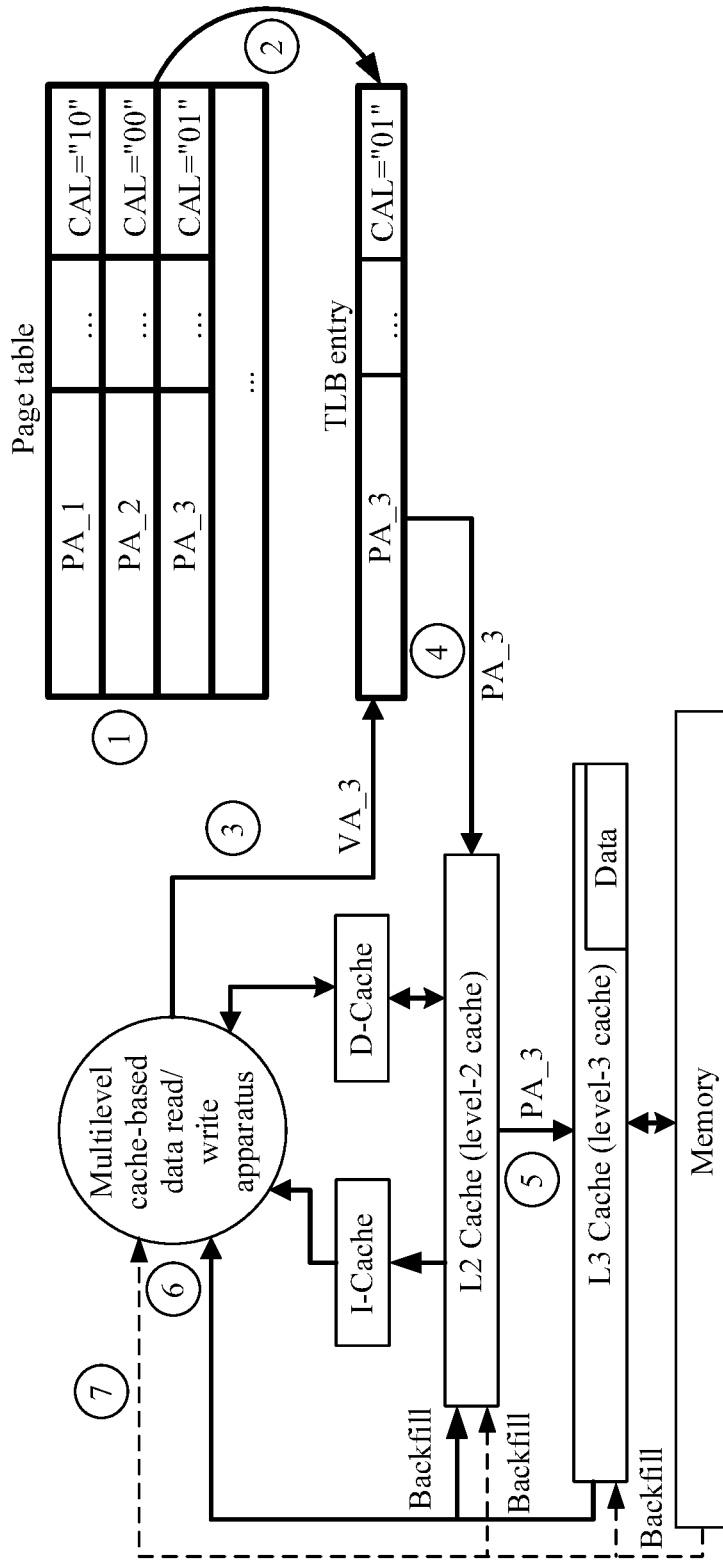 Page table
PA_1 ... CAL="10"
PA_2 ... CAL="00"
PA_3 ... CAL="01"
...
1
2
TLB entry
PA_3 ... CAL="01"
3
VA_3
4
PA_3
Multilevel
cache-based
data read/
write
apparatus
7
6
I-Cache
D-Cache
L2 Cache (level-2 cache)
Backfill
Backfill
5
PA_3
L3 Cache (level-3 cache)
Data
Backfill
Memory